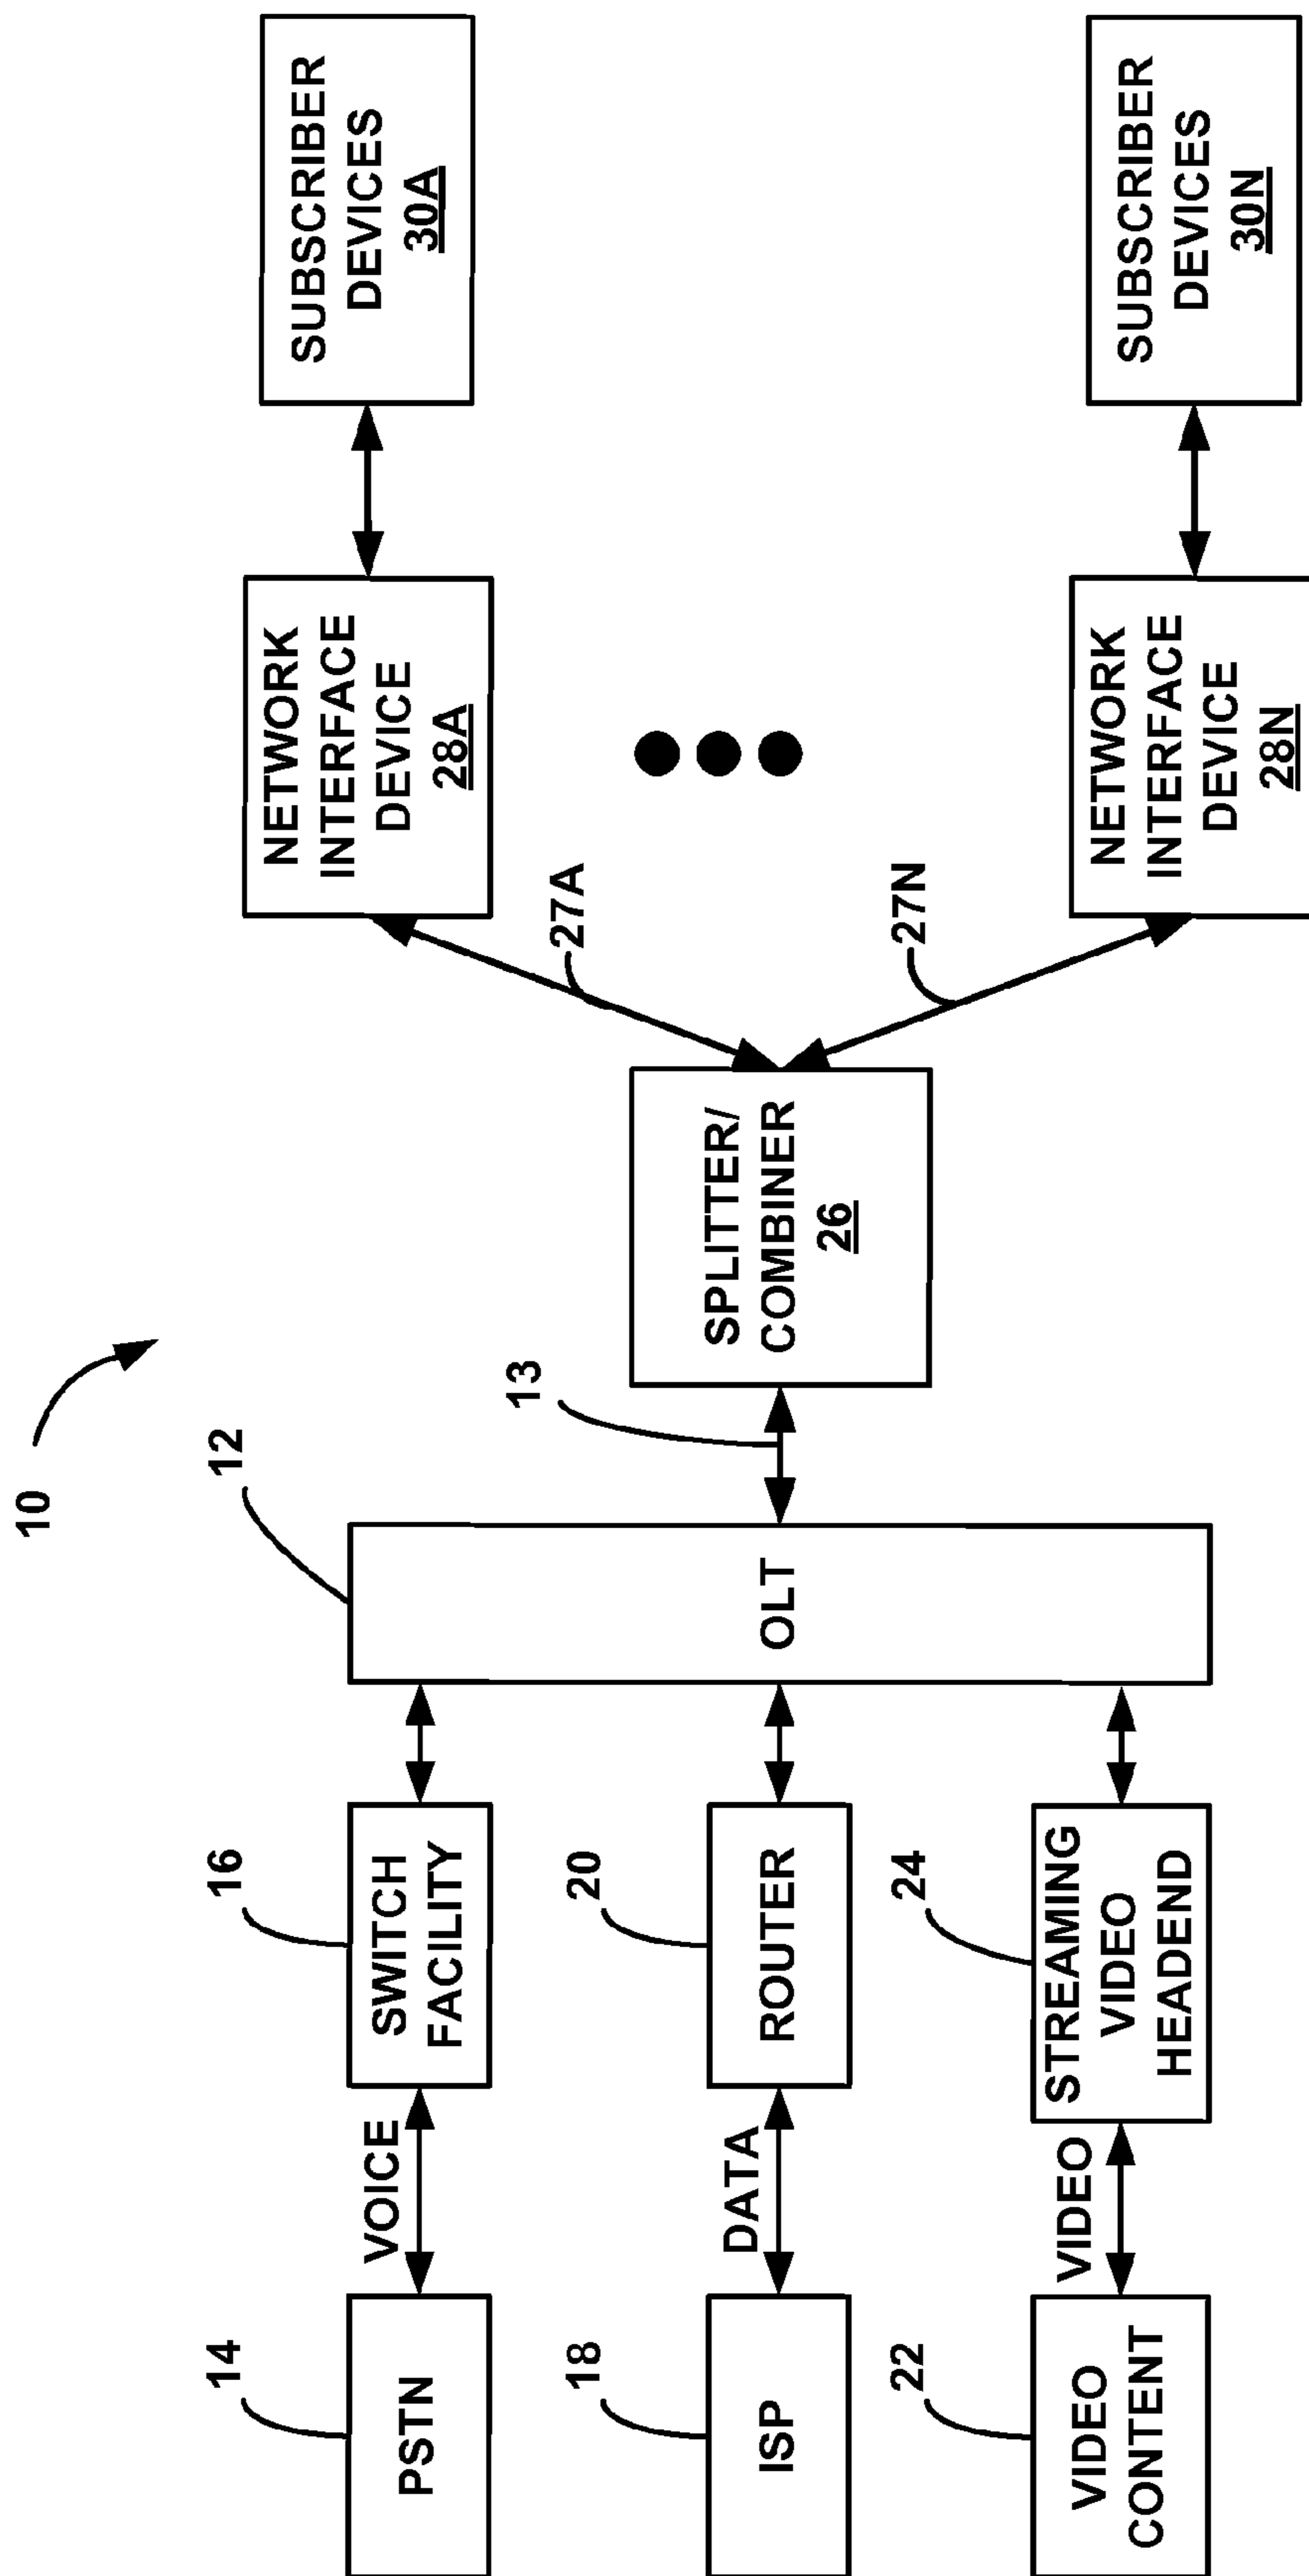 10
12
13
14
PSTN
VOICE
16
SWITCH
FACILITY
18
ISP
DATA
20
ROUTER
22
VIDEO
CONTENT
VIDEO
24
STREAMING
VIDEO
HEADEND
OLT
SPLITTER/
COMBINER
26
27A
27N
NETWORK
INTERFACE
DEVICE
28A
SUBSCRIBER
DEVICES
30A
NETWORK
INTERFACE
DEVICE
28N
SUBSCRIBER
DEVICES
30N